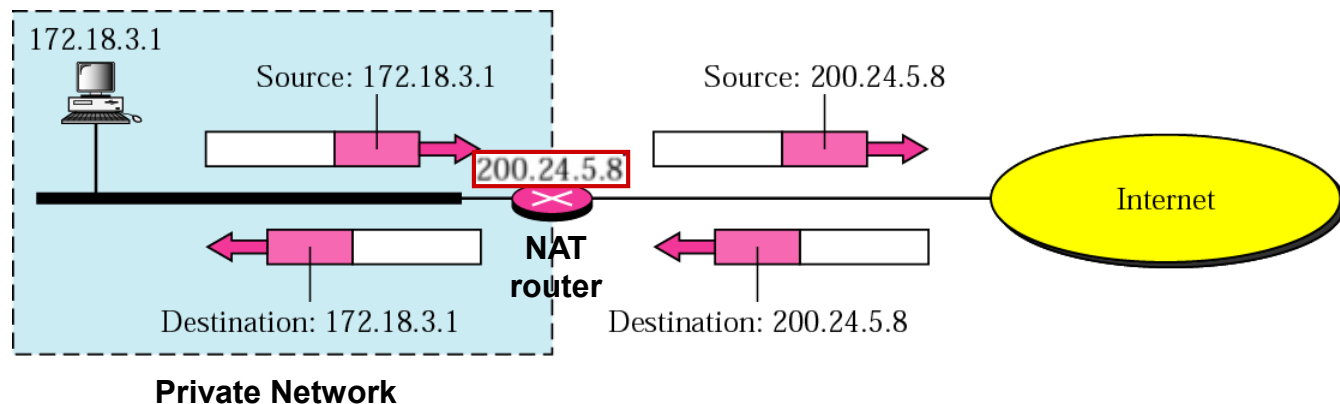 172.18.3.1
Source: 172.18.3.1
Source: 200.24.5.8
200.24.5.8
Internet
NAT
router
Destination: 172.18.3.1
Destination: 200.24.5.8
Private Network